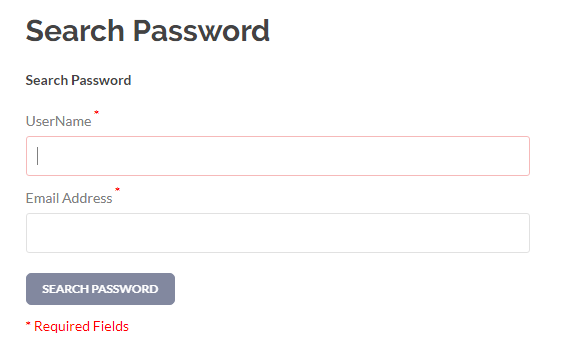 Search Password
Search Password
UserName *
Email Address *
SEARCH PASSWORD
* Required Fields